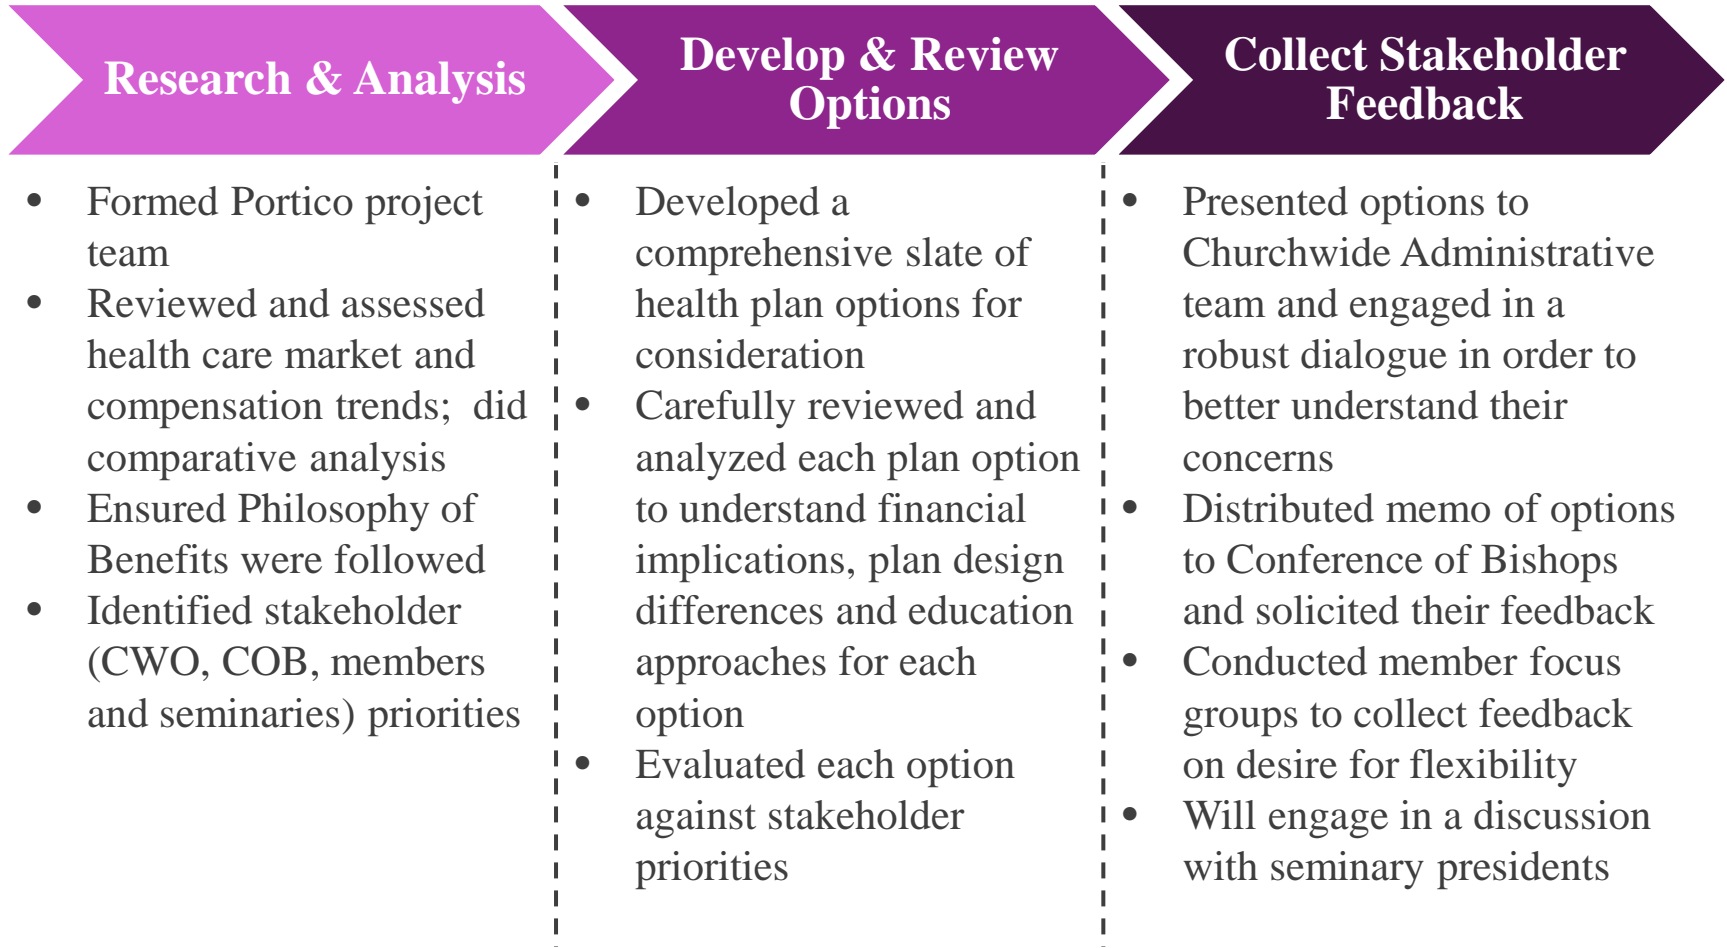 Research & Analysis
• Formed Portico project
team
• Reviewed and assessed
health care market and
compensation trends;  did
comparative analysis
• Ensured Philosophy of
Benefits were followed
• Identified stakeholder
(CWO, COB, members
and seminaries) priorities
Develop & Review
Options
• Developed a
comprehensive slate of
health plan options for
consideration
• Carefully reviewed and
analyzed each plan option
to understand financial
implications, plan design
differences and education
approaches for each
option
• Evaluated each option
against stakeholder
priorities
Collect Stakeholder
Feedback
• Presented options to
Churchwide Administrative
team and engaged in a
robust dialogue in order to
better understand their
concerns
• Distributed memo of options
to Conference of Bishops
and solicited their feedback
• Conducted member focus
groups to collect feedback
on desire for flexibility
• Will engage in a discussion
with seminary presidents